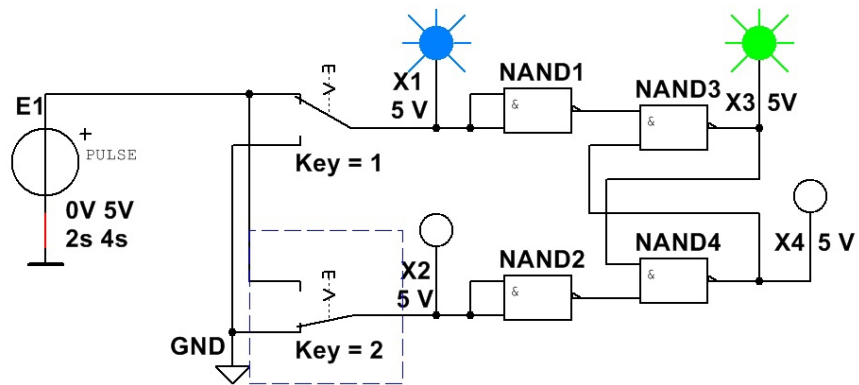 X1
5 V
NAND1
&
NAND3
&
X3 5V
E1
PULSE
0V 5V
2s 4s
Key = 1
X2
5 V
NAND2
&
NAND4
&
X4 5 V
GND
Key = 2